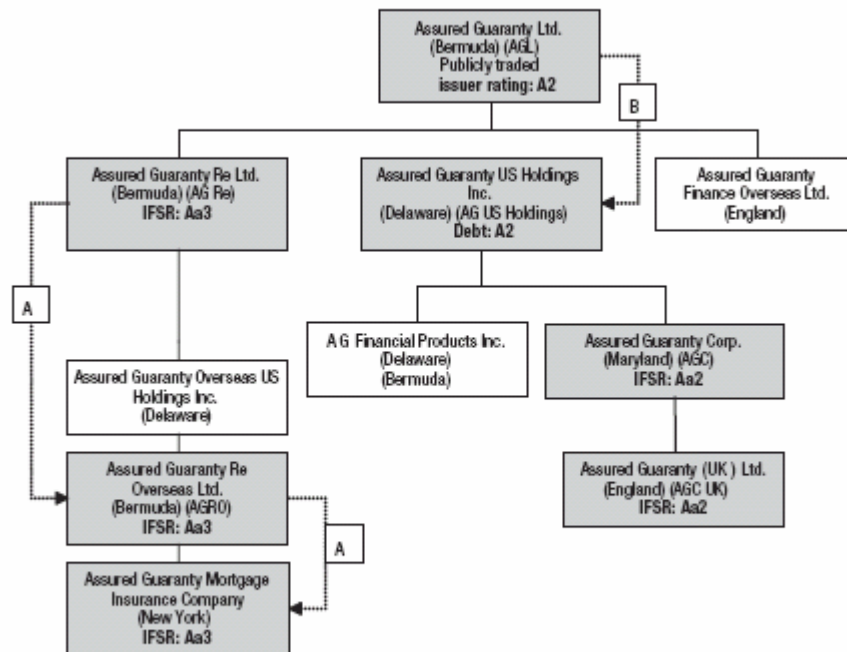 Assured Guaranty Ltd.
(Bermuda) (AGL)
Publicly traded
issuer rating: A2
B
Assured Guaranty Re Ltd.
(Bermuda) (AG Re)
IFSR: Aa3
Assured Guaranty US Holdings
Inc.
(Delaware) (AG US Holdings)
Debt: A2
Assured Guaranty
Finance Overseas Ltd.
(England)
A
A G Financial Products Inc.
(Delaware)
(Bermuda)
Assured Guaranty Corp.
(Maryland) (AGC)
IFSR: Aa2
Assured Guaranty Overseas US
Holdings Inc.
(Delaware)
Assured Guaranty Re
Overseas Ltd.
(Bermuda) (AGRO)
IFSR: Aa3
Assured Guaranty (UK ) Ltd.
(England) (AGC UK)
IFSR: Aa2
A
Assured Guaranty Mortgage
Insurance Company
(New York)
IFSR: Aa3